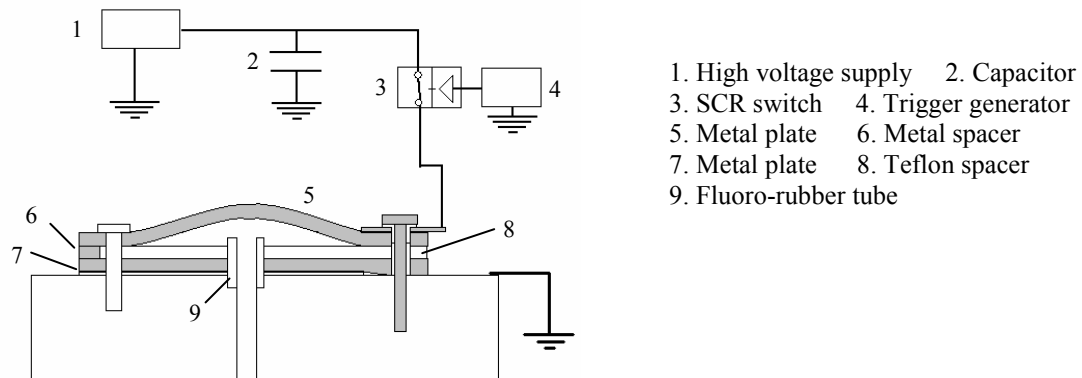 1
2
3
4
5
6
7
8
9
1. High voltage supply 2. Capacitor
3. SCR switch 4. Trigger generator
5. Metal plate 6. Metal spacer
7. Metal plate 8. Teflon spacer
9. Fluoro-rubber tube